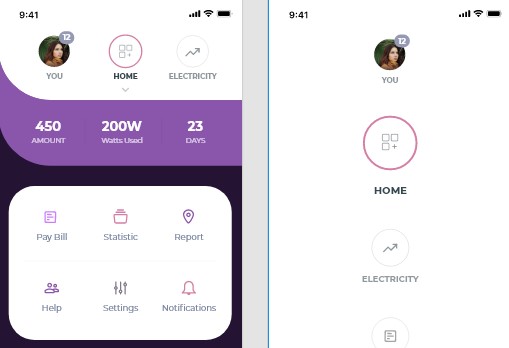 9:41
12
YOU HOME ELECTRICITY
450 200W 23
AMOUNT Watts Used DAYS
Pay Bill Statistic Report
Help Settings Notifications
9:41
12
YOU
HOME
ELECTRICITY